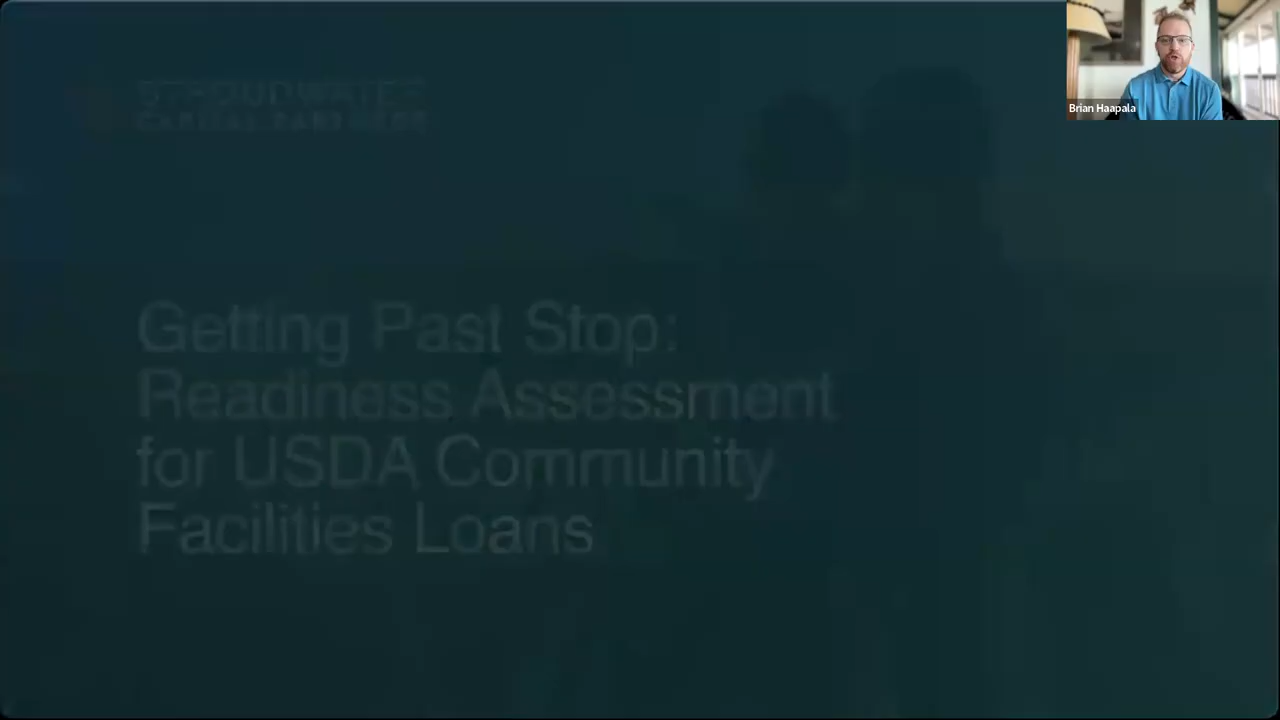 STROUDWATER
CAPITAL PARTNERS
Getting Past Stop:
Readiness Assessment
for USDA Community
Facilities Loans
Brian Haapala